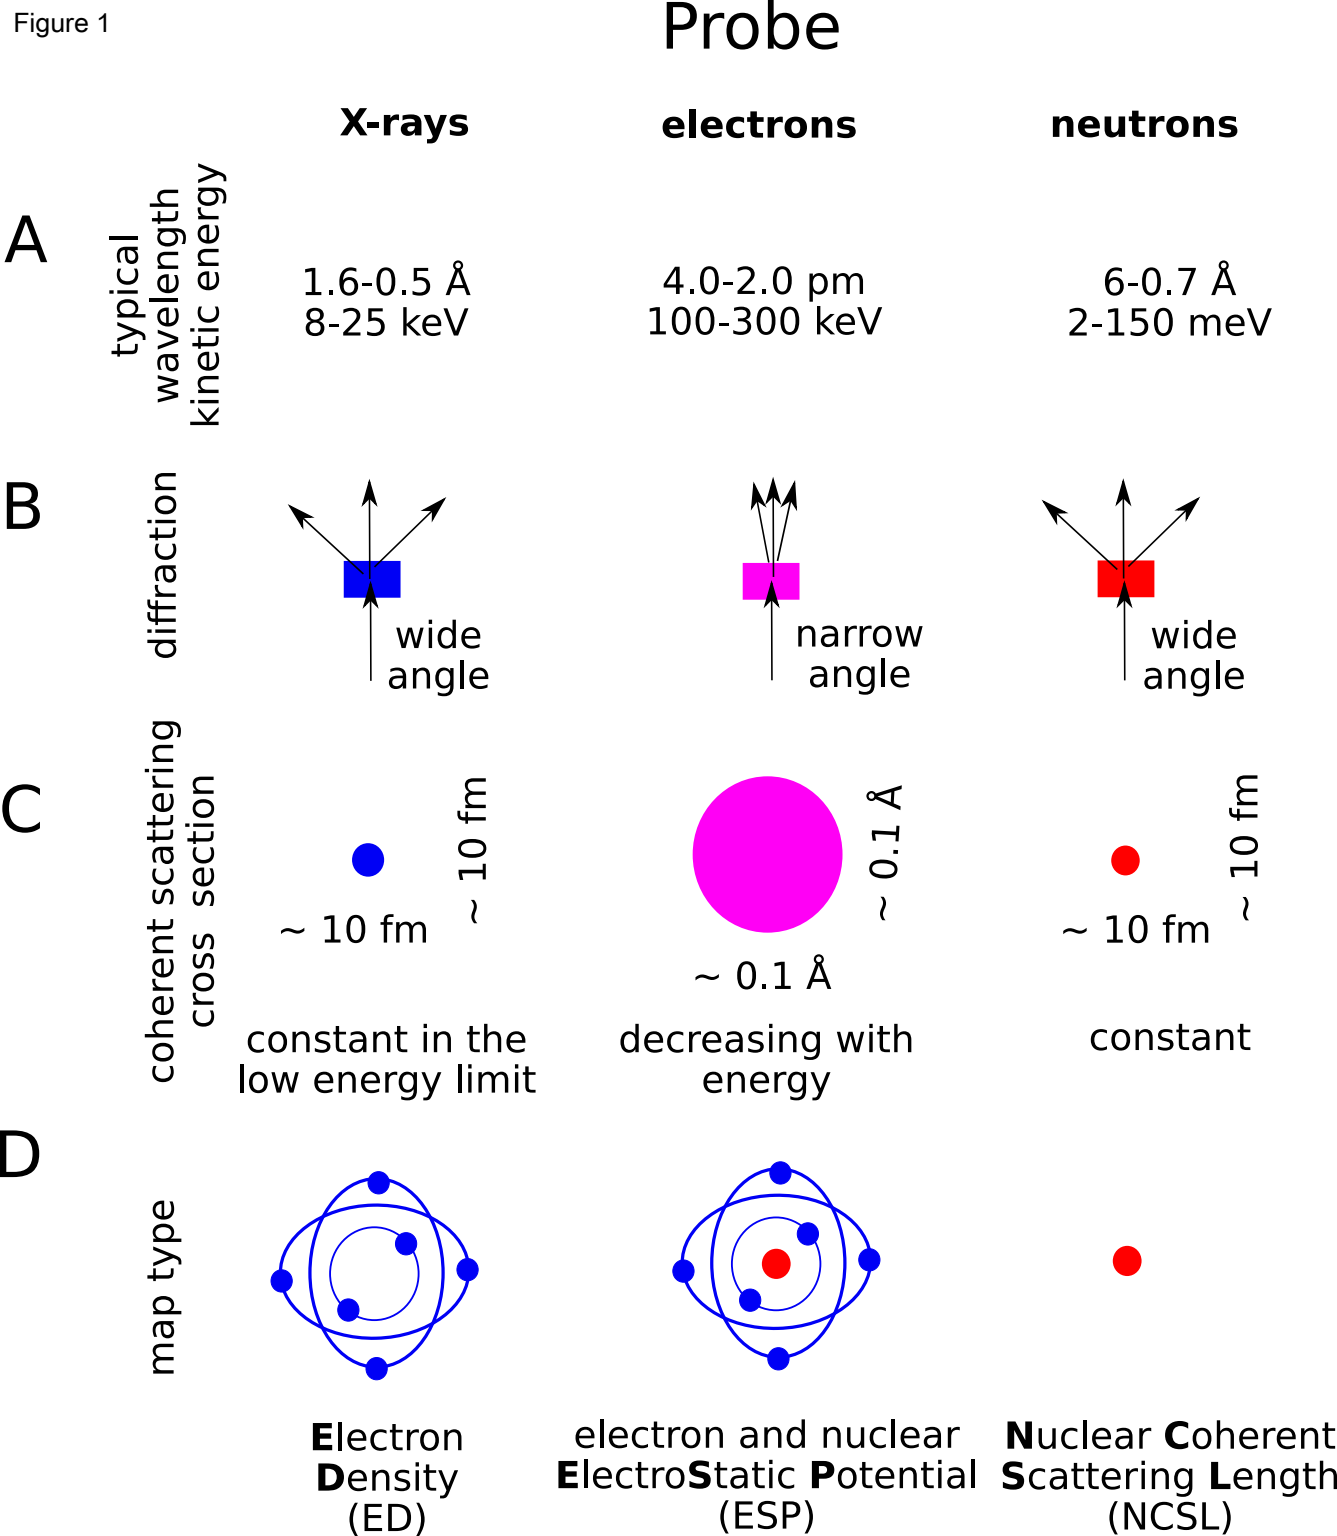 Figure 1
Probe
X-rays
electrons
neutrons
A
typical
wavelength
kinetic energy
1.6-0.5 Å
8-25 keV
4.0-2.0 pm
100-300 keV
6-0.7 Å
2-150 meV
B
diffraction
wide
angle
narrow
angle
wide
angle
C
coherent scattering
cross section
~ 10 fm
~ 10 fm
constant in the
low energy limit
~ 0.1 Å
~ 0.1 Å
decreasing with
energy
~ 10 fm
~ 10 fm
constant
D
map type
Electron
Density
(ED)
electron and nuclear
ElectroStatic Potential
(ESP)
Nuclear Coherent
Scattering Length
(NCSL)